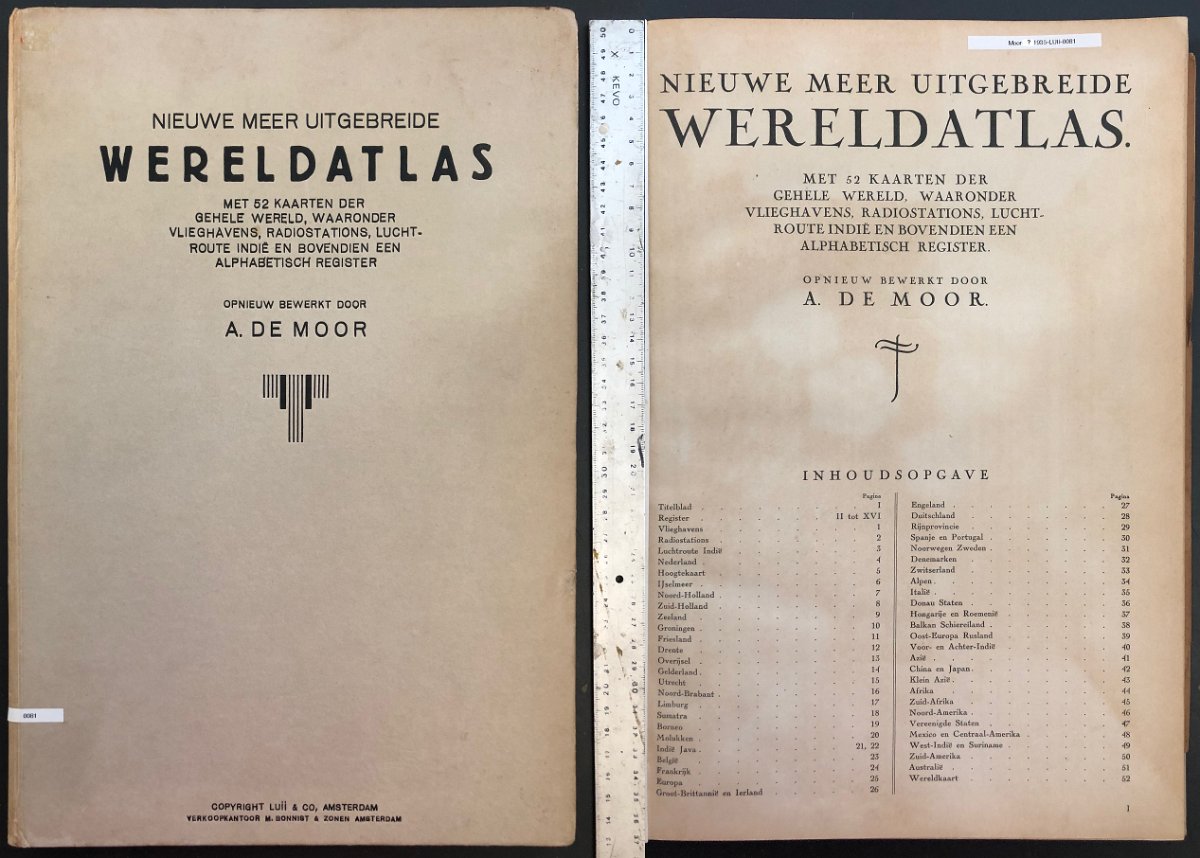 NIEUWE MEER UITGEBREIDE
WERELDATLAS
MET 52 KAARTEN DER
GEHELE WERELD, WAARONDER
VLIEGHAVENS, RADIOSTATIONS, LUCHT-
ROUTE INDIË EN BOVENDIEN EEN
ALPHABETISCH REGISTER
OPNIEUW BEWERKT DOOR
A. DE MOOR
0081
COPYRIGHT LUII & CO, AMSTERDAM
VERKOOPKANTOOR M. BONNIST & ZONEN AMSTERDAM
KEVO
Moor ? 1935-LUII-0081
NIEUWE MEER UITGEBREIDE
WERELDATLAS.
MET 52 KAARTEN DER
GEHELE WERELD, WAARONDER
VLIEGHAVENS, RADIOSTATIONS, LUCHT-
ROUTE INDIË EN BOVENDIEN EEN
ALPHABETISCH REGISTER.
OPNIEUW BEWERKT DOOR
A. DE MOOR.
INHOUDSOPGAVE
Pagina
Titelblad I
Register II tot XVI
Vlieghavens 1
Radiostations 2
Luchtroute Indië 3
Nederland 4
Hoogtekaart 5
IJselmeer 6
Noord-Holland 7
Zuid-Holland 8
Zeeland 9
Groningen 10
Friesland 11
Drente 12
Overijsel 13
Gelderland 14
Utrecht 15
Noord-Brabant 16
Limburg 17
Sumatra 18
Borneo 19
Molukken 20
Indië Java 21, 22
België 23
Frankrijk 24
Europa 25
Groot-Brittannië en Ierland 26
Pagina
Engeland 27
Duitschland 28
Rijnprovincie 29
Spanje en Portugal 30
Noorwegen Zweden 31
Denemarken 32
Zwitserland 33
Alpen 34
Italië 35
Donau Staten 36
Hongarije en Roemenië 37
Balkan Schiereiland 38
Oost-Europa Rusland 39
Voor- en Achter-Indië 40
Azië 41
China en Japan 42
Klein Azië 43
Afrika 44
Zuid-Afrika 45
Noord-Amerika 46
Vereenigde Staten 47
Mexico en Centraal-Amerika 48
West-Indië en Suriname 49
Zuid-Amerika 50
Australië 51
Wereldkaart 52
1